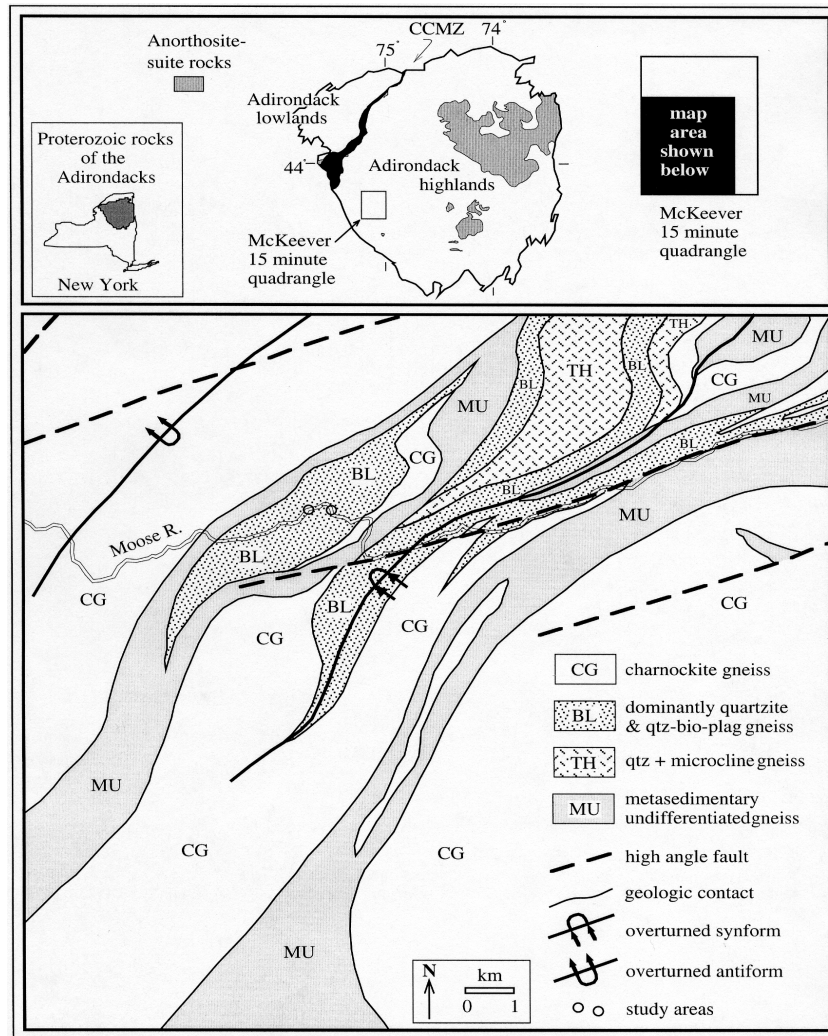 CCMZ
74°
75°
Anorthosite-
suite rocks
Adirondack
lowlands
Proterozoic rocks
of the
Adirondacks
New York
44°
Adirondack
highlands
McKeever
15 minute
quadrangle
map
area
shown
below
McKeever
15 minute
quadrangle
TH
MU
BL
TH
BL
CG
MU
MU
BL
CG
BL
BL
MU
Moose R.
BL
CG
BL
CG
CG
CG
MU
CG
CG
MU
CG charnockite gneiss
BL dominantly quartzite
& qtz-bio-plag gneiss
TH qtz + microcline gneiss
MU metasedimentary
undifferentiated gneiss
high angle fault
geologic contact
overturned synform
overturned antiform
study areas
N
km
0 1